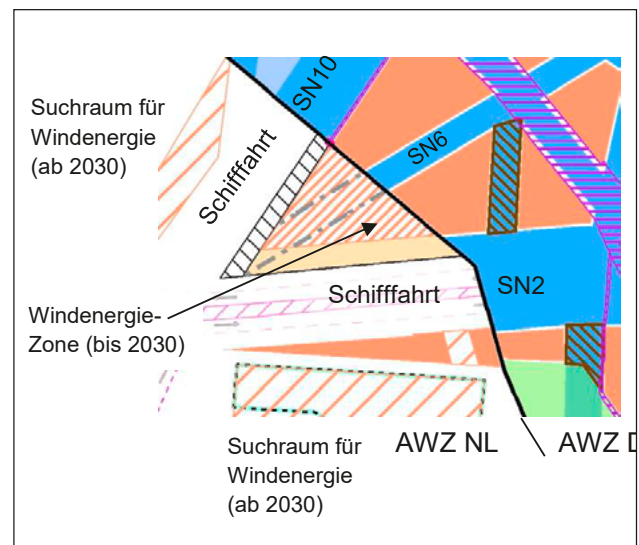 SN10
Suchraum für
Windenergie
(ab 2030)
Schifffahrt
SN6
Schifffahrt
SN2
Windenergie-
Zone (bis 2030)
Suchraum für
Windenergie
(ab 2030)
AWZ NL
AWZ D